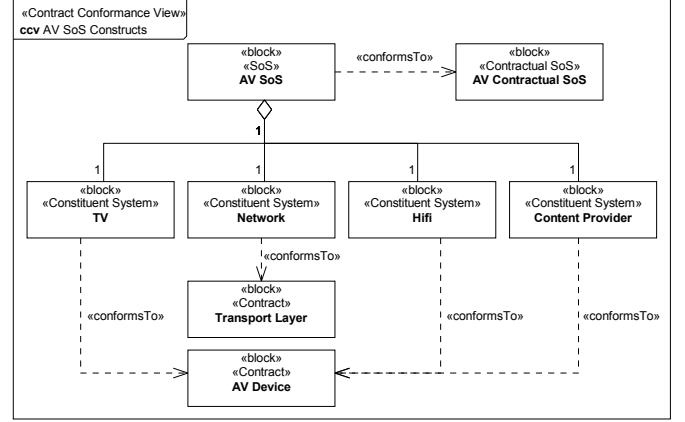 «Contract Conformance View»
ccv AV SoS Constructs
«block»
«SoS»
AV SoS
«conformsTo»
«block»
«Contractual SoS»
AV Contractual SoS
1
1
1
1
1
«block»
«Constituent System»
TV
«block»
«Constituent System»
Network
«block»
«Constituent System»
Hifi
«block»
«Constituent System»
Content Provider
«conformsTo»
«block»
«Contract»
Transport Layer
«conformsTo»
«conformsTo»
«conformsTo»
«block»
«Contract»
AV Device